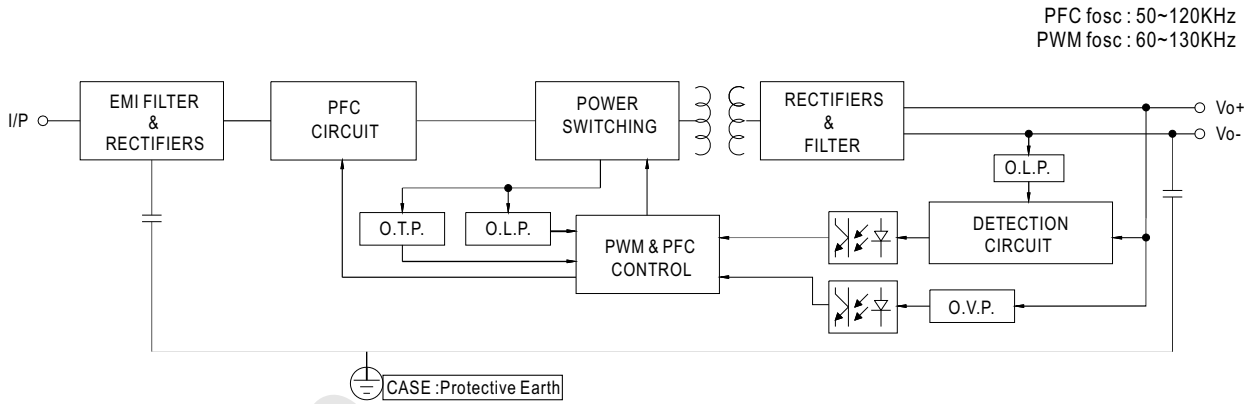 PFC fosc : 50~120KHz
PWM fosc : 60~130KHz
I/P
EMI FILTER
&
RECTIFIERS
PFC
CIRCUIT
POWER
SWITCHING
RECTIFIERS
&
FILTER
Vo+
Vo-
O.L.P.
O.T.P.
O.L.P.
PWM & PFC
CONTROL
DETECTION
CIRCUIT
O.V.P.
CASE :Protective Earth